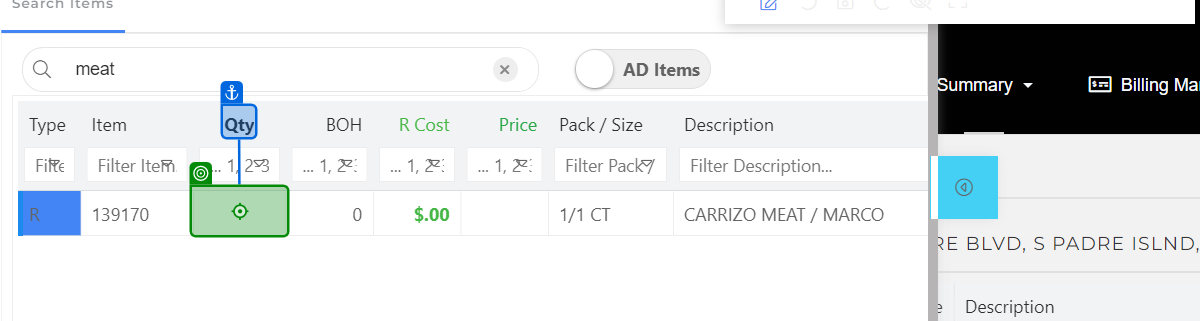 Search Items
meat
AD Items
Summary
Billing Ma
Type Item Qty BOH R Cost Price Pack / Size Description
Filte Filter Item ... 1, 2 3 ... 1, 2 ... 1, 2 ... 1, 2 Filter Pack / Filter Description...
R 139170 0 $.00 1/1 CT CARRIZO MEAT / MARCO
RE BLVD, S PADRE ISLND,
e Description